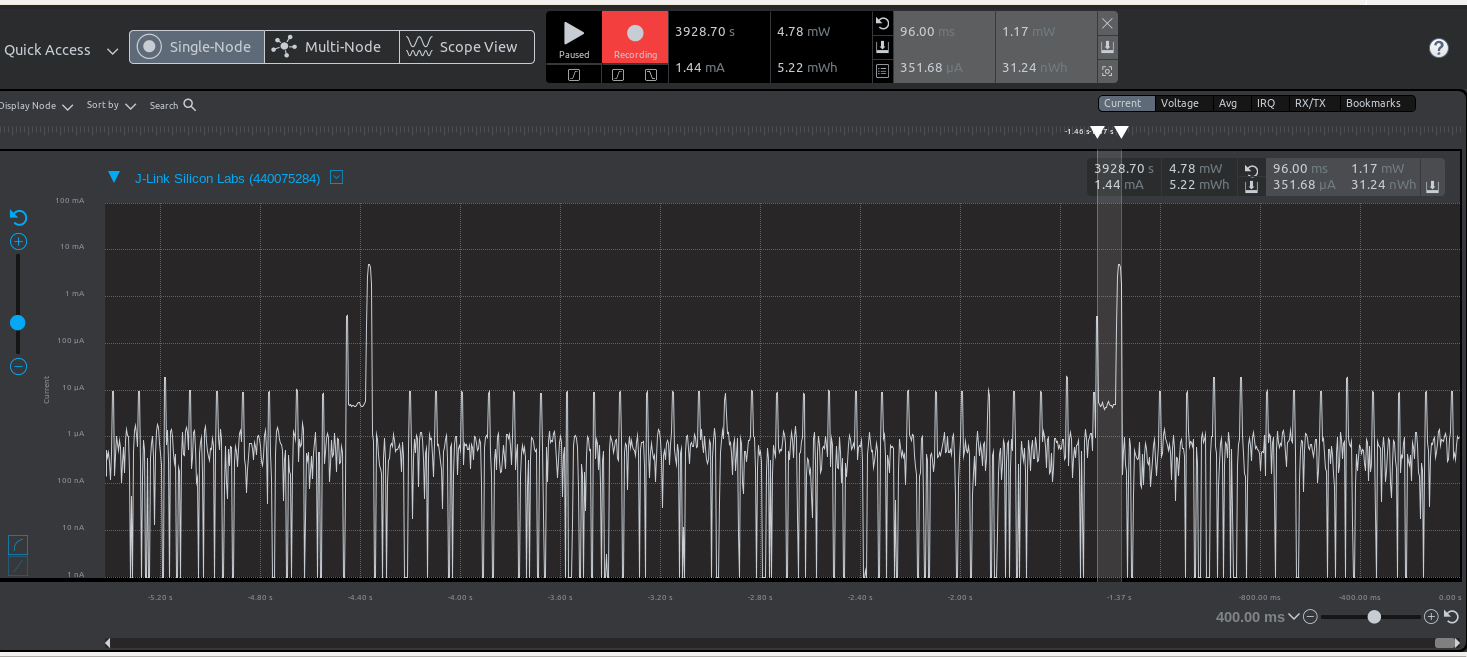 Quick Access
Single-Node
Multi-Node
Scope View
Paused
Recording
3928.70 s
4.78 mW
1.44 mA
5.22 mWh
96.00 ms
1.17 mW
351.68 µA
31.24 nWh
Display Node
Sort by
Search
Current
Voltage
Avg
IRQ
RX/TX
Bookmarks
-1.46 s
J-Link Silicon Labs (440075284)
3928.70 s
4.78 mW
96.00 ms
1.17 mW
1.44 mA
5.22 mWh
351.68 µA
31.24 nWh
100 mA
10 mA
1 mA
100 µA
10 µA
1 µA
100 nA
10 nA
1 nA
Current
-5.20 s
-4.80 s
-4.40 s
-4.00 s
-3.60 s
-3.20 s
-2.80 s
-2.40 s
-2.00 s
-1.37 s
-800.00 ms
-400.00 ms
0.00 s
400.00 ms